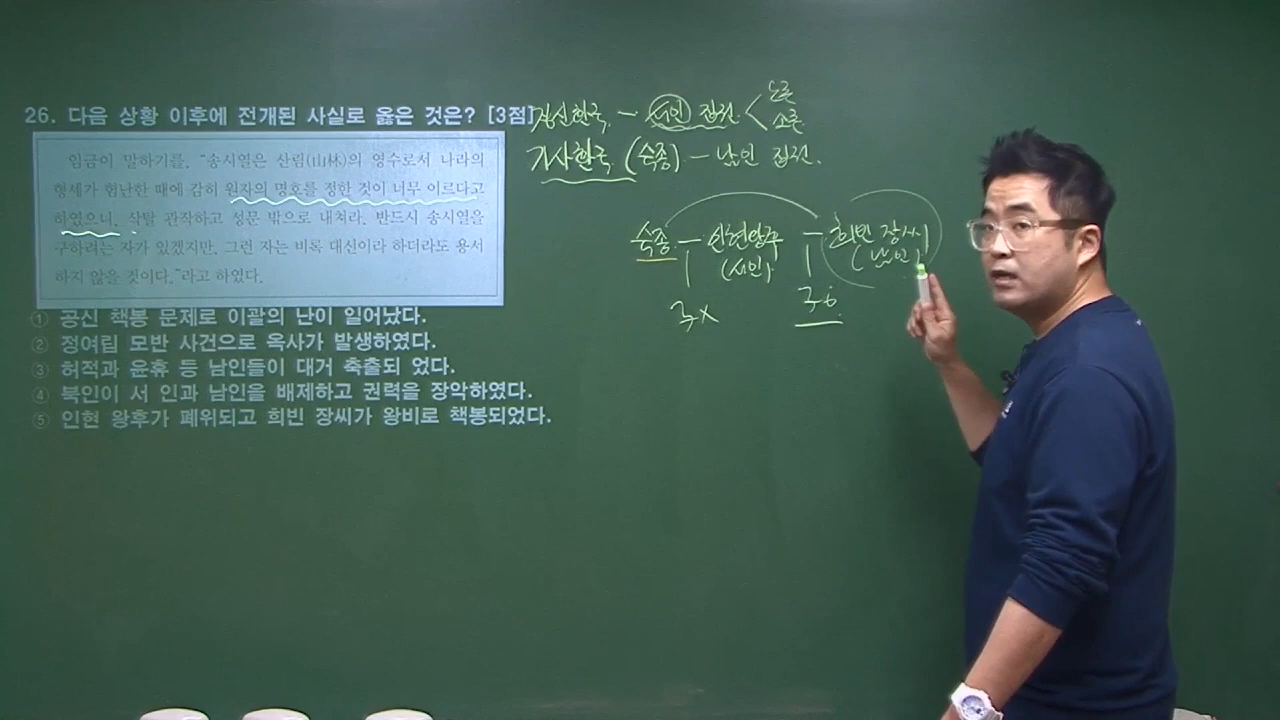 26. 다음 상황 이후에 전개된 사실로 옳은 것은? [3점]
임금이 말하기를, "송시열은 산림(山林)의 영수로서 나라의
형세가 험난한 때에 감히 원자의 명호를 정한 것이 너무 이르다고
하였으니, 삭탈 관작하고 성문 밖으로 내쳐라. 반드시 송시열을
구하려는 자가 있겠지만, 그런 자는 비록 대신이라 하더라도 용서
하지 않을 것이다."라고 하였다.
① 공신 책봉 문제로 이괄의 난이 일어났다.
② 정여립 모반 사건으로 옥사가 발생하였다.
③ 허적과 윤휴 등 남인들이 대거 축출되 었다.
④ 북인이 서 인과 남인을 배제하고 권력을 장악하였다.
⑤ 인현 왕후가 폐위되고 희빈 장씨가 왕비로 책봉되었다.
경신환국 - 서인 집권 < 노론
소론
기사환국 (숙종) - 남인 집권.
숙종 - 인현왕후 - 희빈 장씨
(서인) (남인)
子 x 子